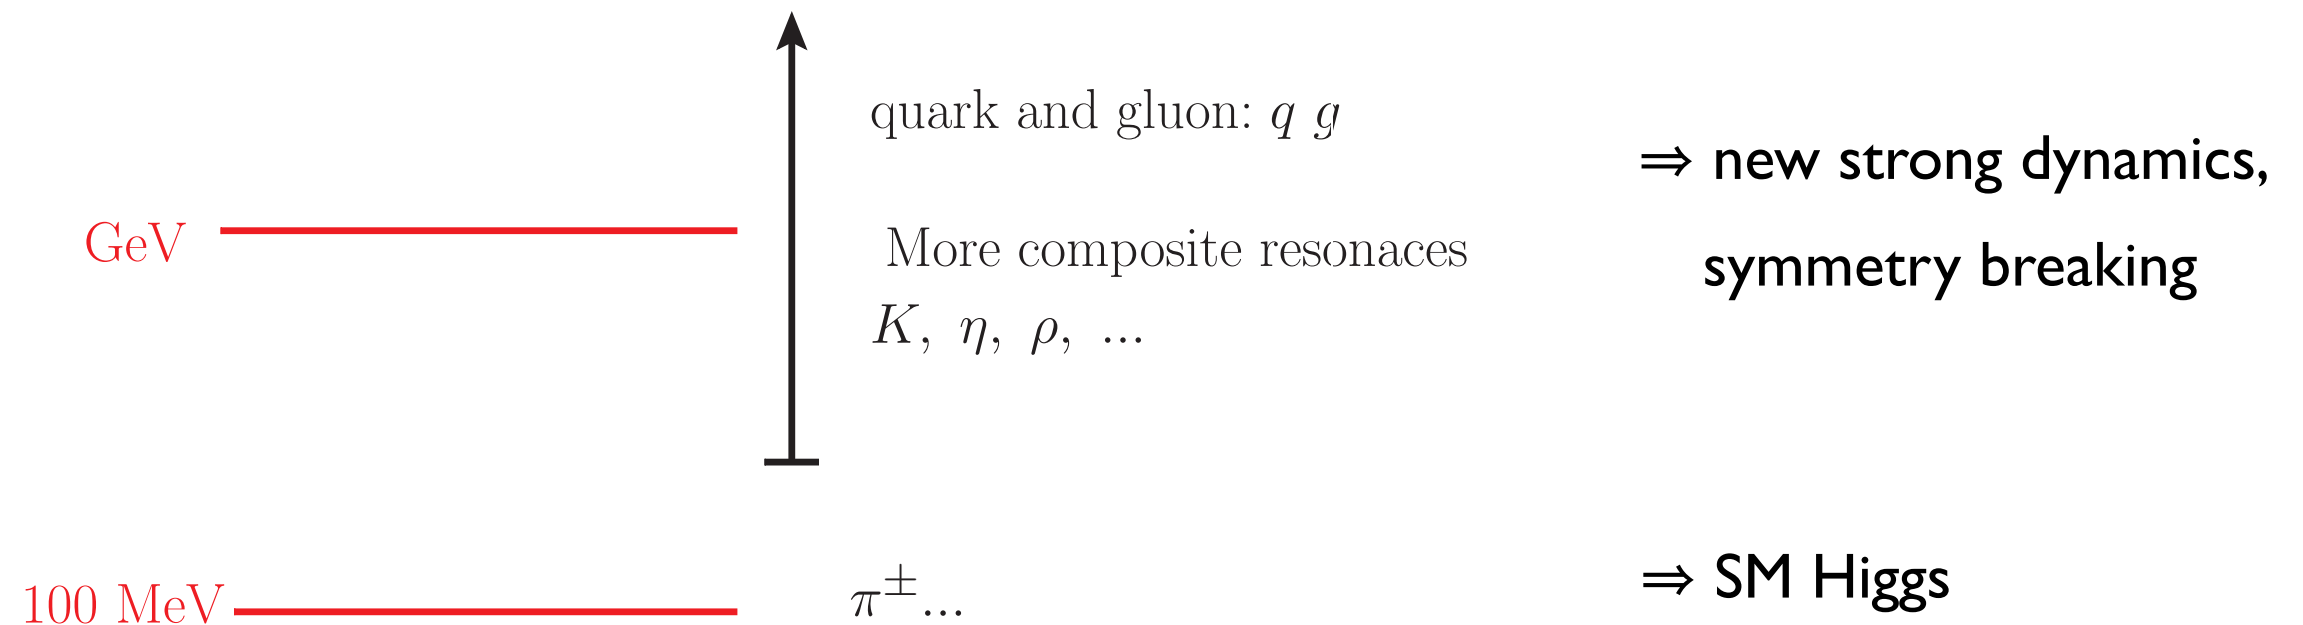 quark and gluon: q g
⇒ new strong dynamics,
GeV
More composite resonaces
symmetry breaking
K, η, ρ, ...
⇒ SM Higgs
100 MeV
π±...